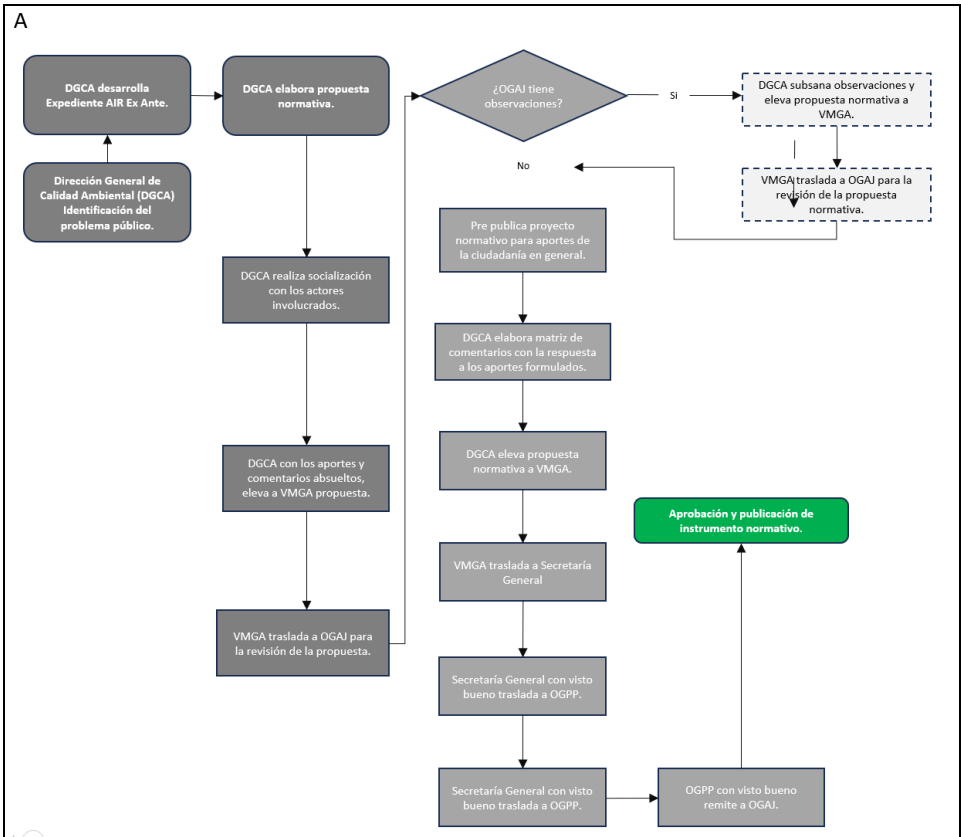 A
DGCA desarrolla
Expediente AIR Ex Ante.
Dirección General de
Calidad Ambiental (DGCA)
Identificación del
problema público.
DGCA elabora propuesta
normativa.
DGCA realiza socialización
con los actores
involucrados.
DGCA con los aportes y
comentarios absueltos,
eleva a VMGA propuesta.
VMGA traslada a OGAJ para
la revisión de la propuesta.
¿OGAJ tiene
observaciones?
Si
DGCA subsana observaciones y
eleva propuesta normativa a
VMGA.
VMGA traslada a OGAJ para la
revisión de la propuesta
normativa.
No
Pre publica proyecto
normativo para aportes de
la ciudadanía en general.
DGCA elabora matriz de
comentarios con la respuesta
a los aportes formulados.
DGCA eleva propuesta
normativa a VMGA.
VMGA traslada a Secretaría
General
Secretaría General con visto
bueno traslada a OGPP.
Secretaría General con visto
bueno traslada a OGPP.
OGPP con visto bueno
remite a OGAJ.
Aprobación y publicación de
instrumento normativo.